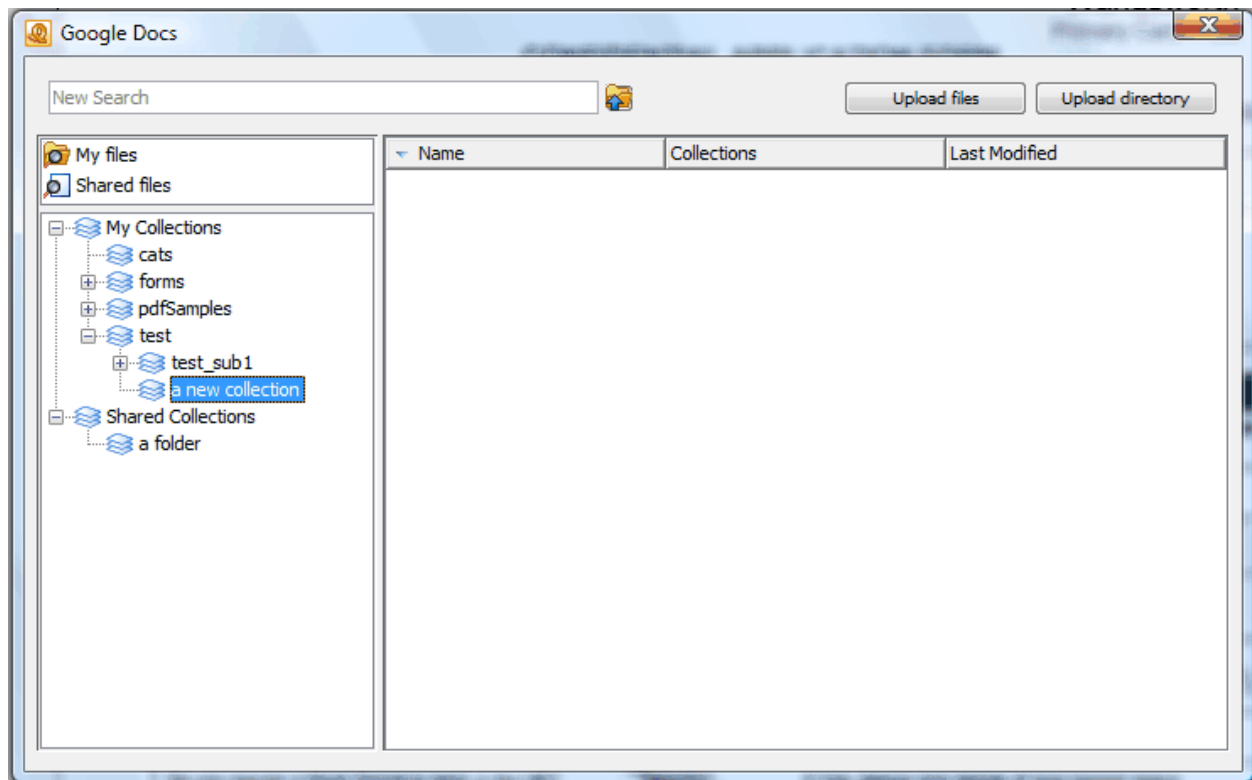 Google Docs
New Search
Upload files
Upload directory
My files
Shared files
Name
Collections
Last Modified
My Collections
cats
forms
pdfSamples
test
test_sub1
a new collection
Shared Collections
a folder